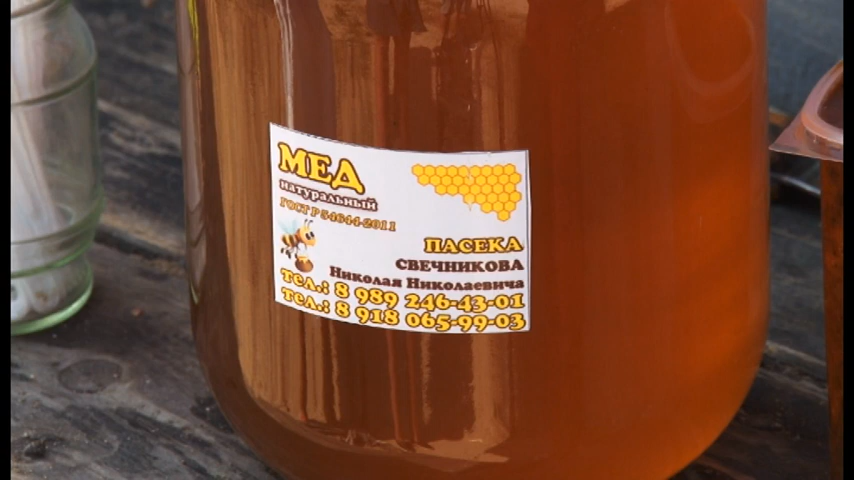 МЕД
натуральный
ГОСТ Р 54644-2011
ПАСЕКА
СВЕЧНИКОВА
Николая Николаевича
тел.: 8 989 246-43-01
тел.: 8 918 065-99-03